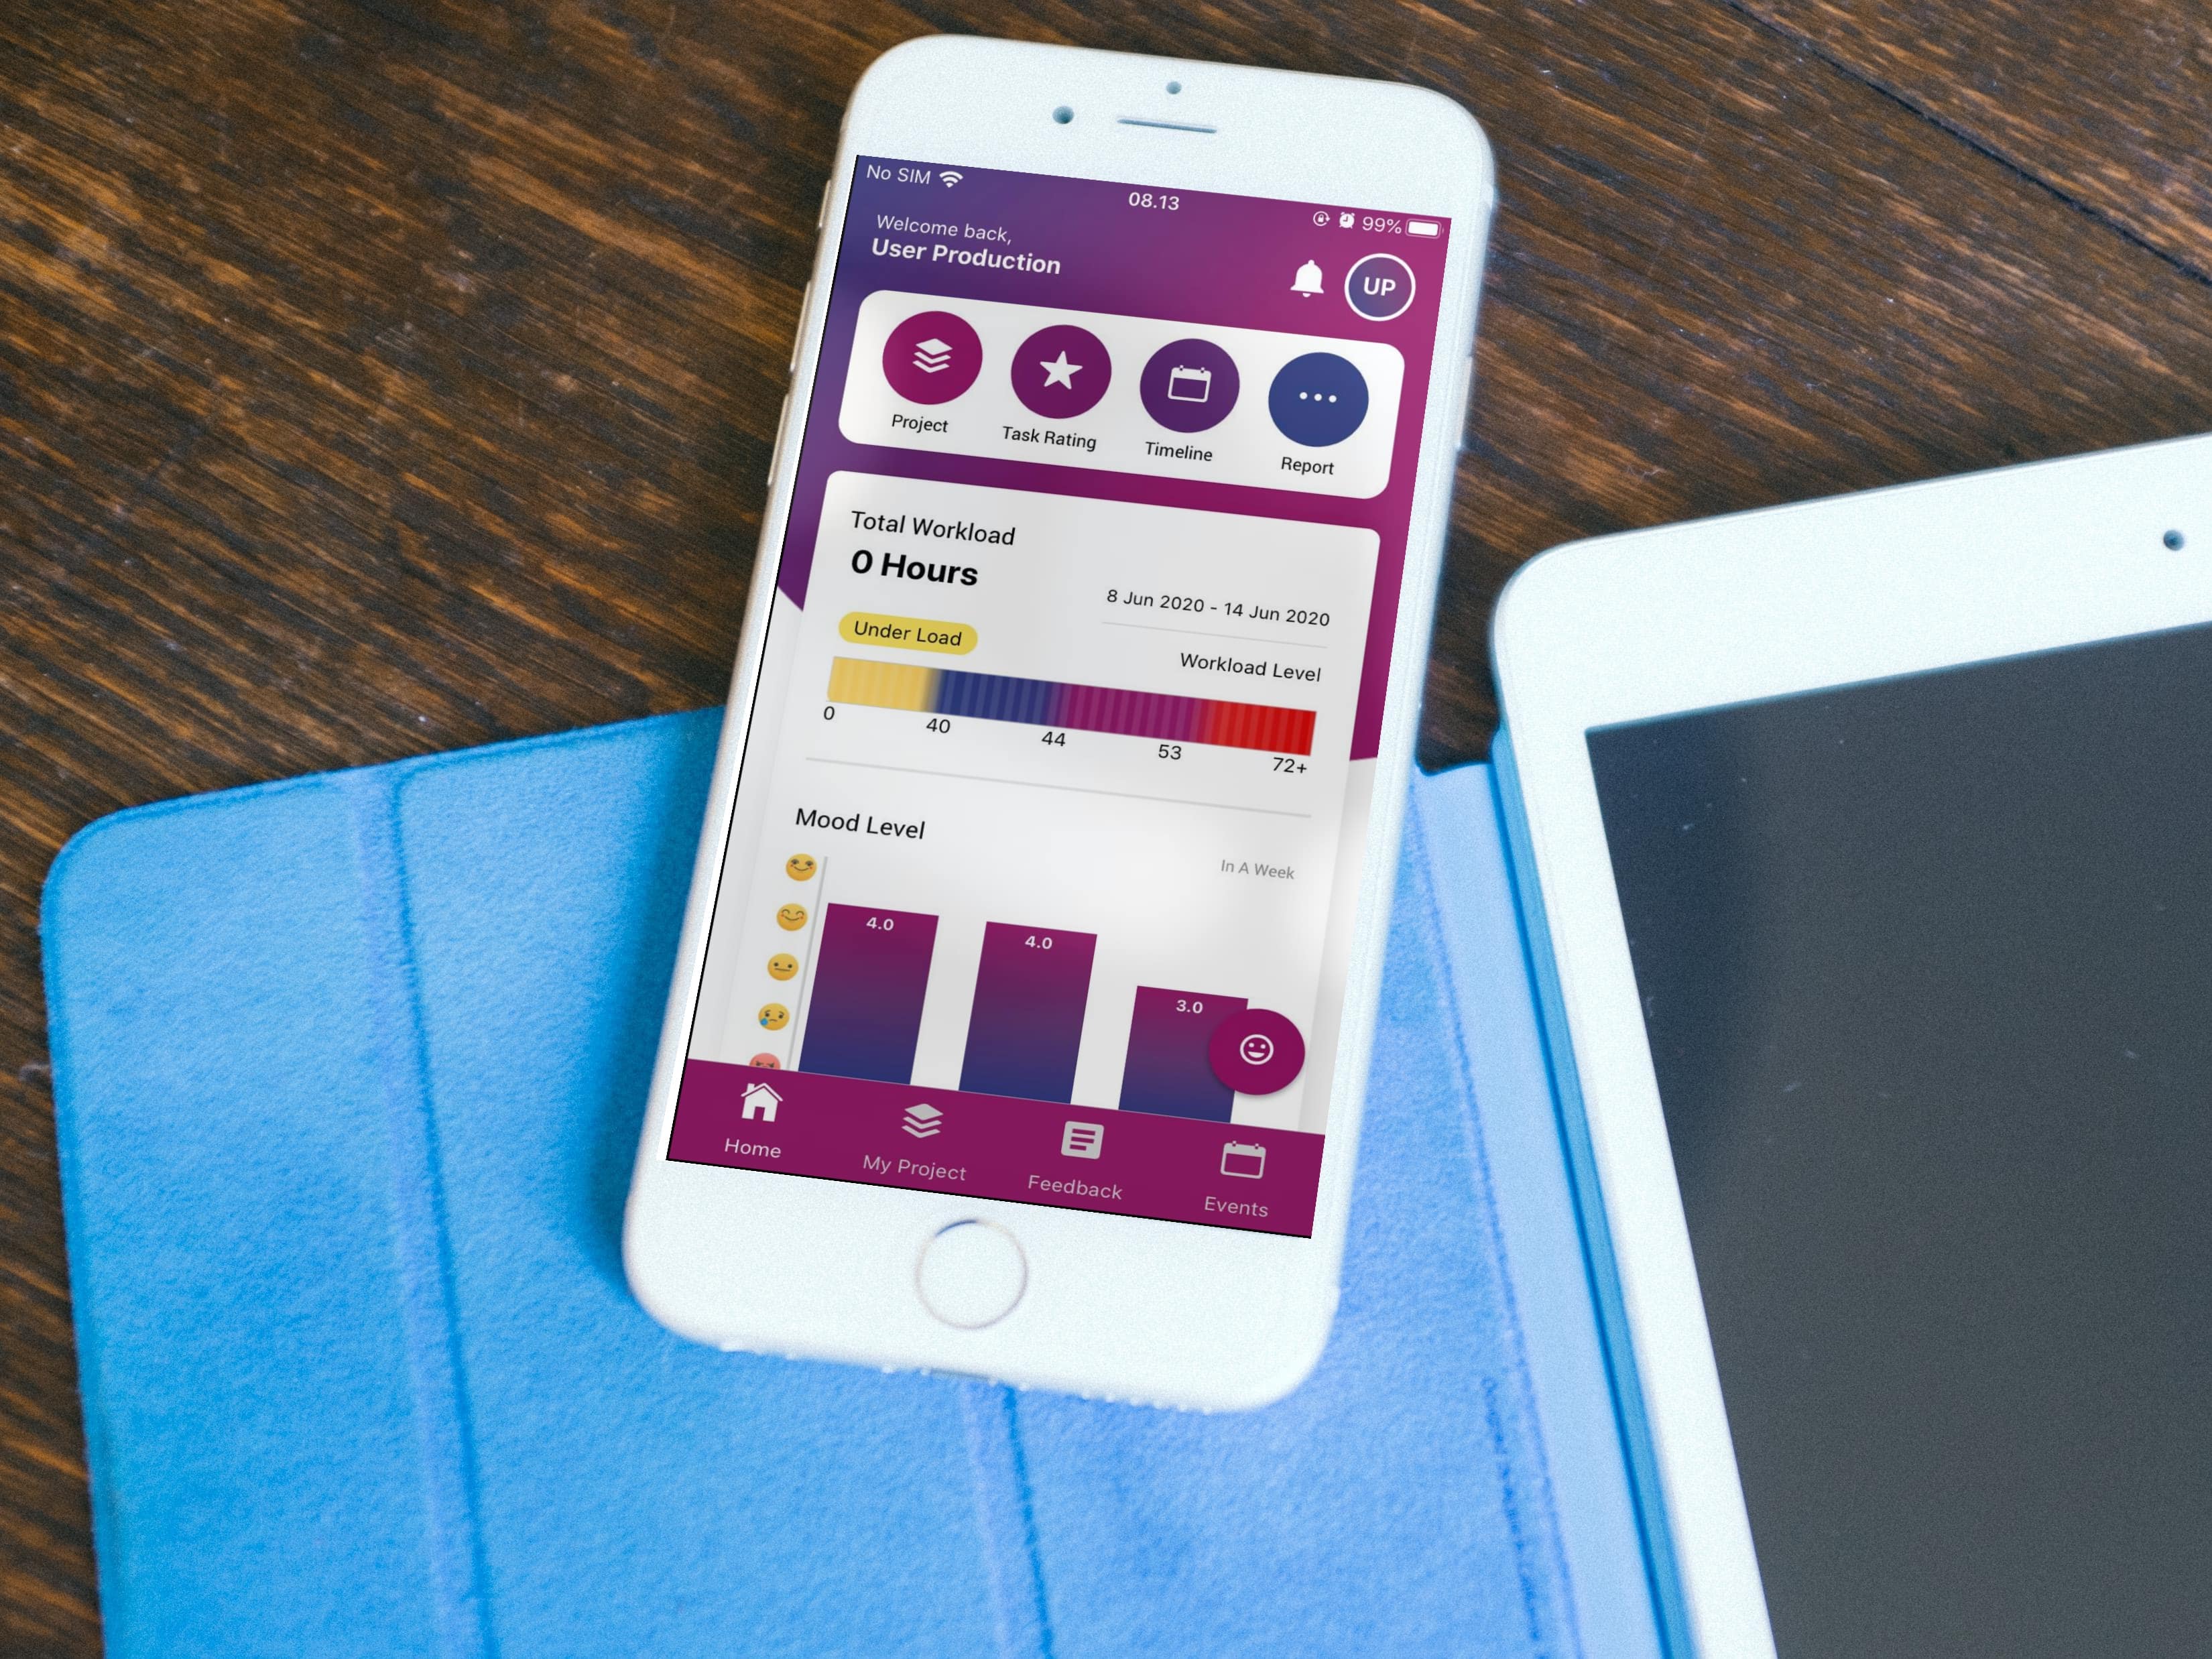 No SIM
08.13
99%
Welcome back,
User Production
UP
Project
Task Rating
Timeline
Report
Total Workload
0 Hours
8 Jun 2020 - 14 Jun 2020
Under Load
Workload Level
0
40
44
53
72+
Mood Level
In A Week
4.0
4.0
3.0
Home
My Project
Feedback
Events